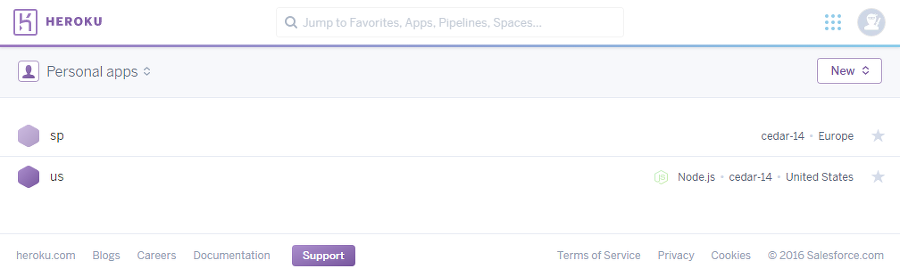 HEROKU Jump to Favorites, Apps, Pipelines, Spaces...
Personal apps New
sp cedar-14 • Europe
us JS Node.js • cedar-14 • United States
heroku.com Blogs Careers Documentation Support Terms of Service Privacy Cookies © 2016 Salesforce.com